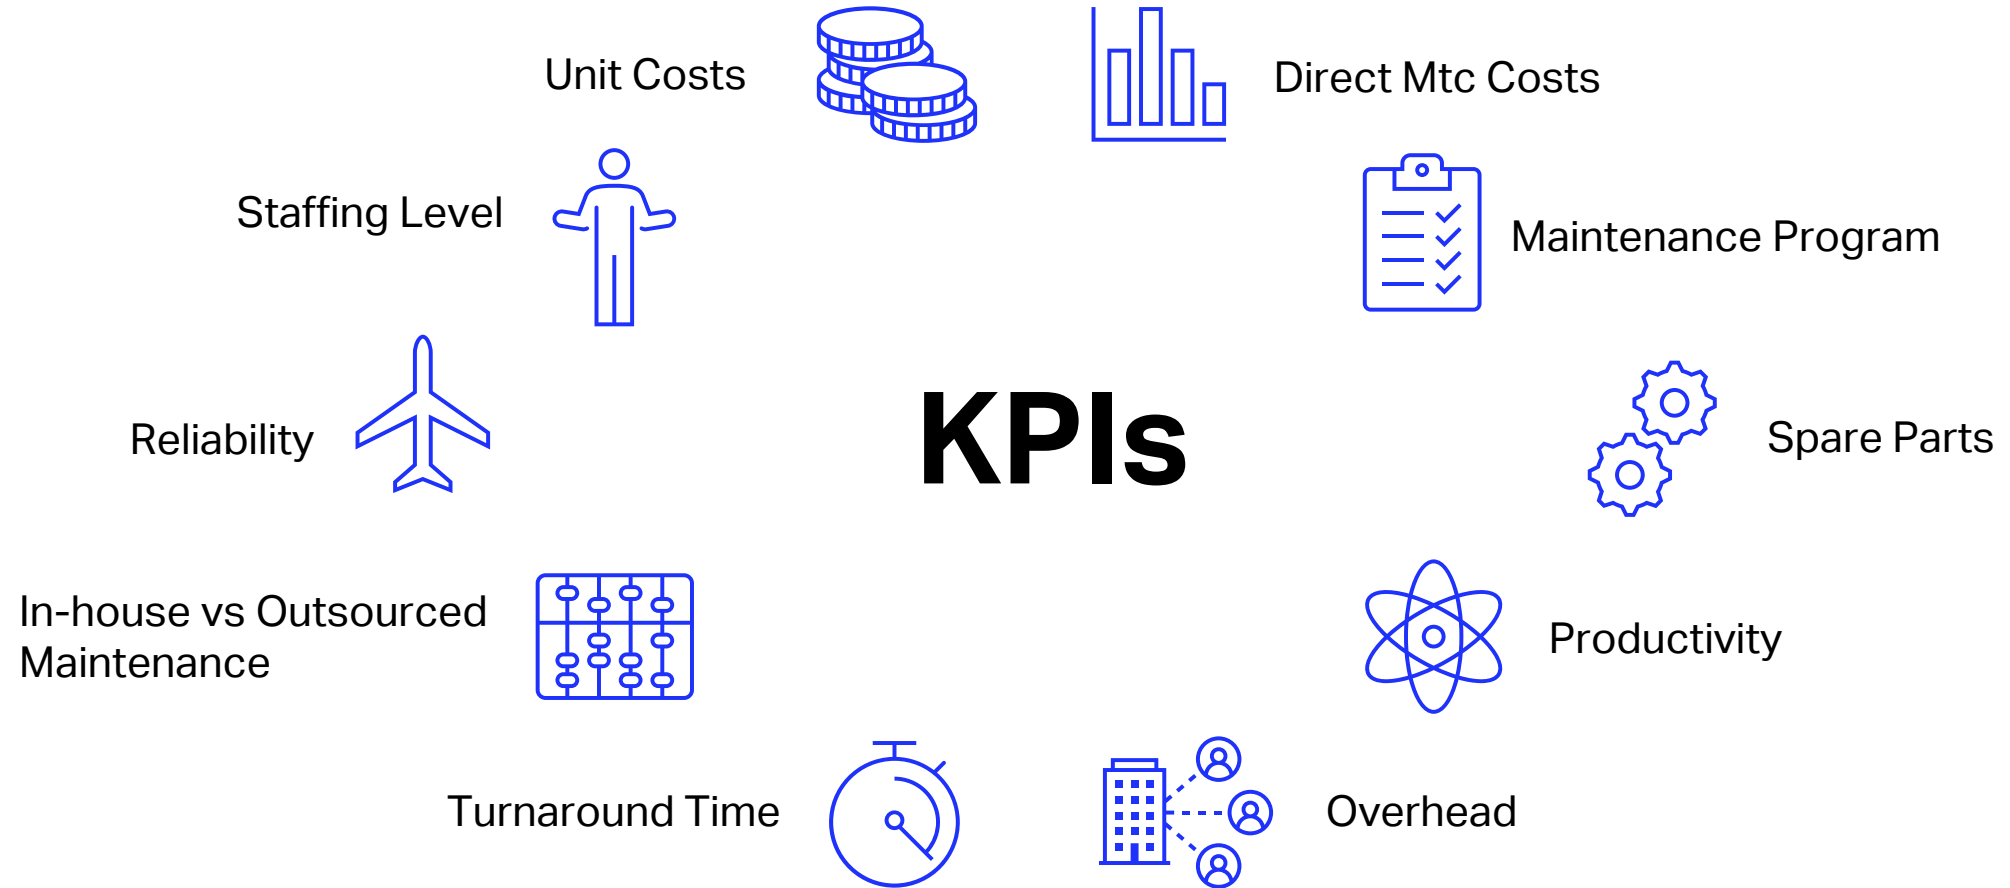 Unit Costs
Direct Mtc Costs
Staffing Level
Maintenance Program
KPIs
Reliability
Spare Parts
In-house vs Outsourced
Maintenance
Productivity
Turnaround Time
Overhead